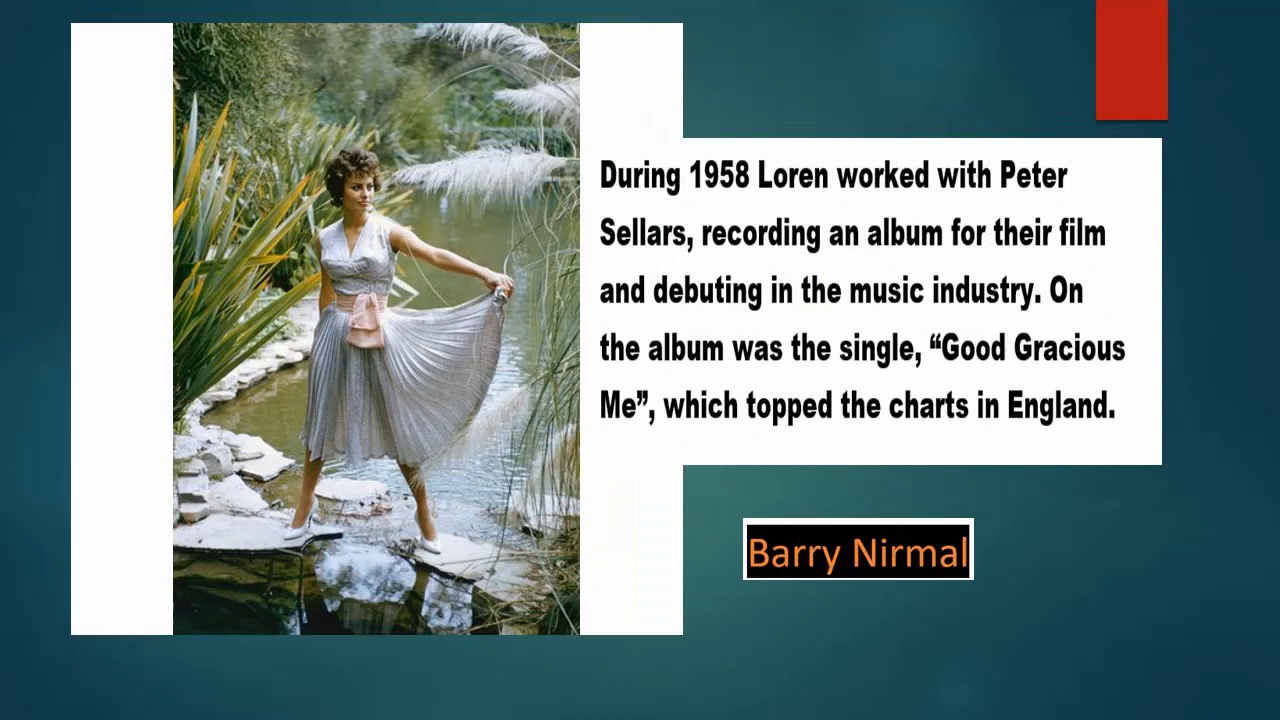 During 1958 Loren worked with Peter
Sellars, recording an album for their film
and debuting in the music industry. On
the album was the single, “Good Gracious
Me”, which topped the charts in England.
Barry Nirmal